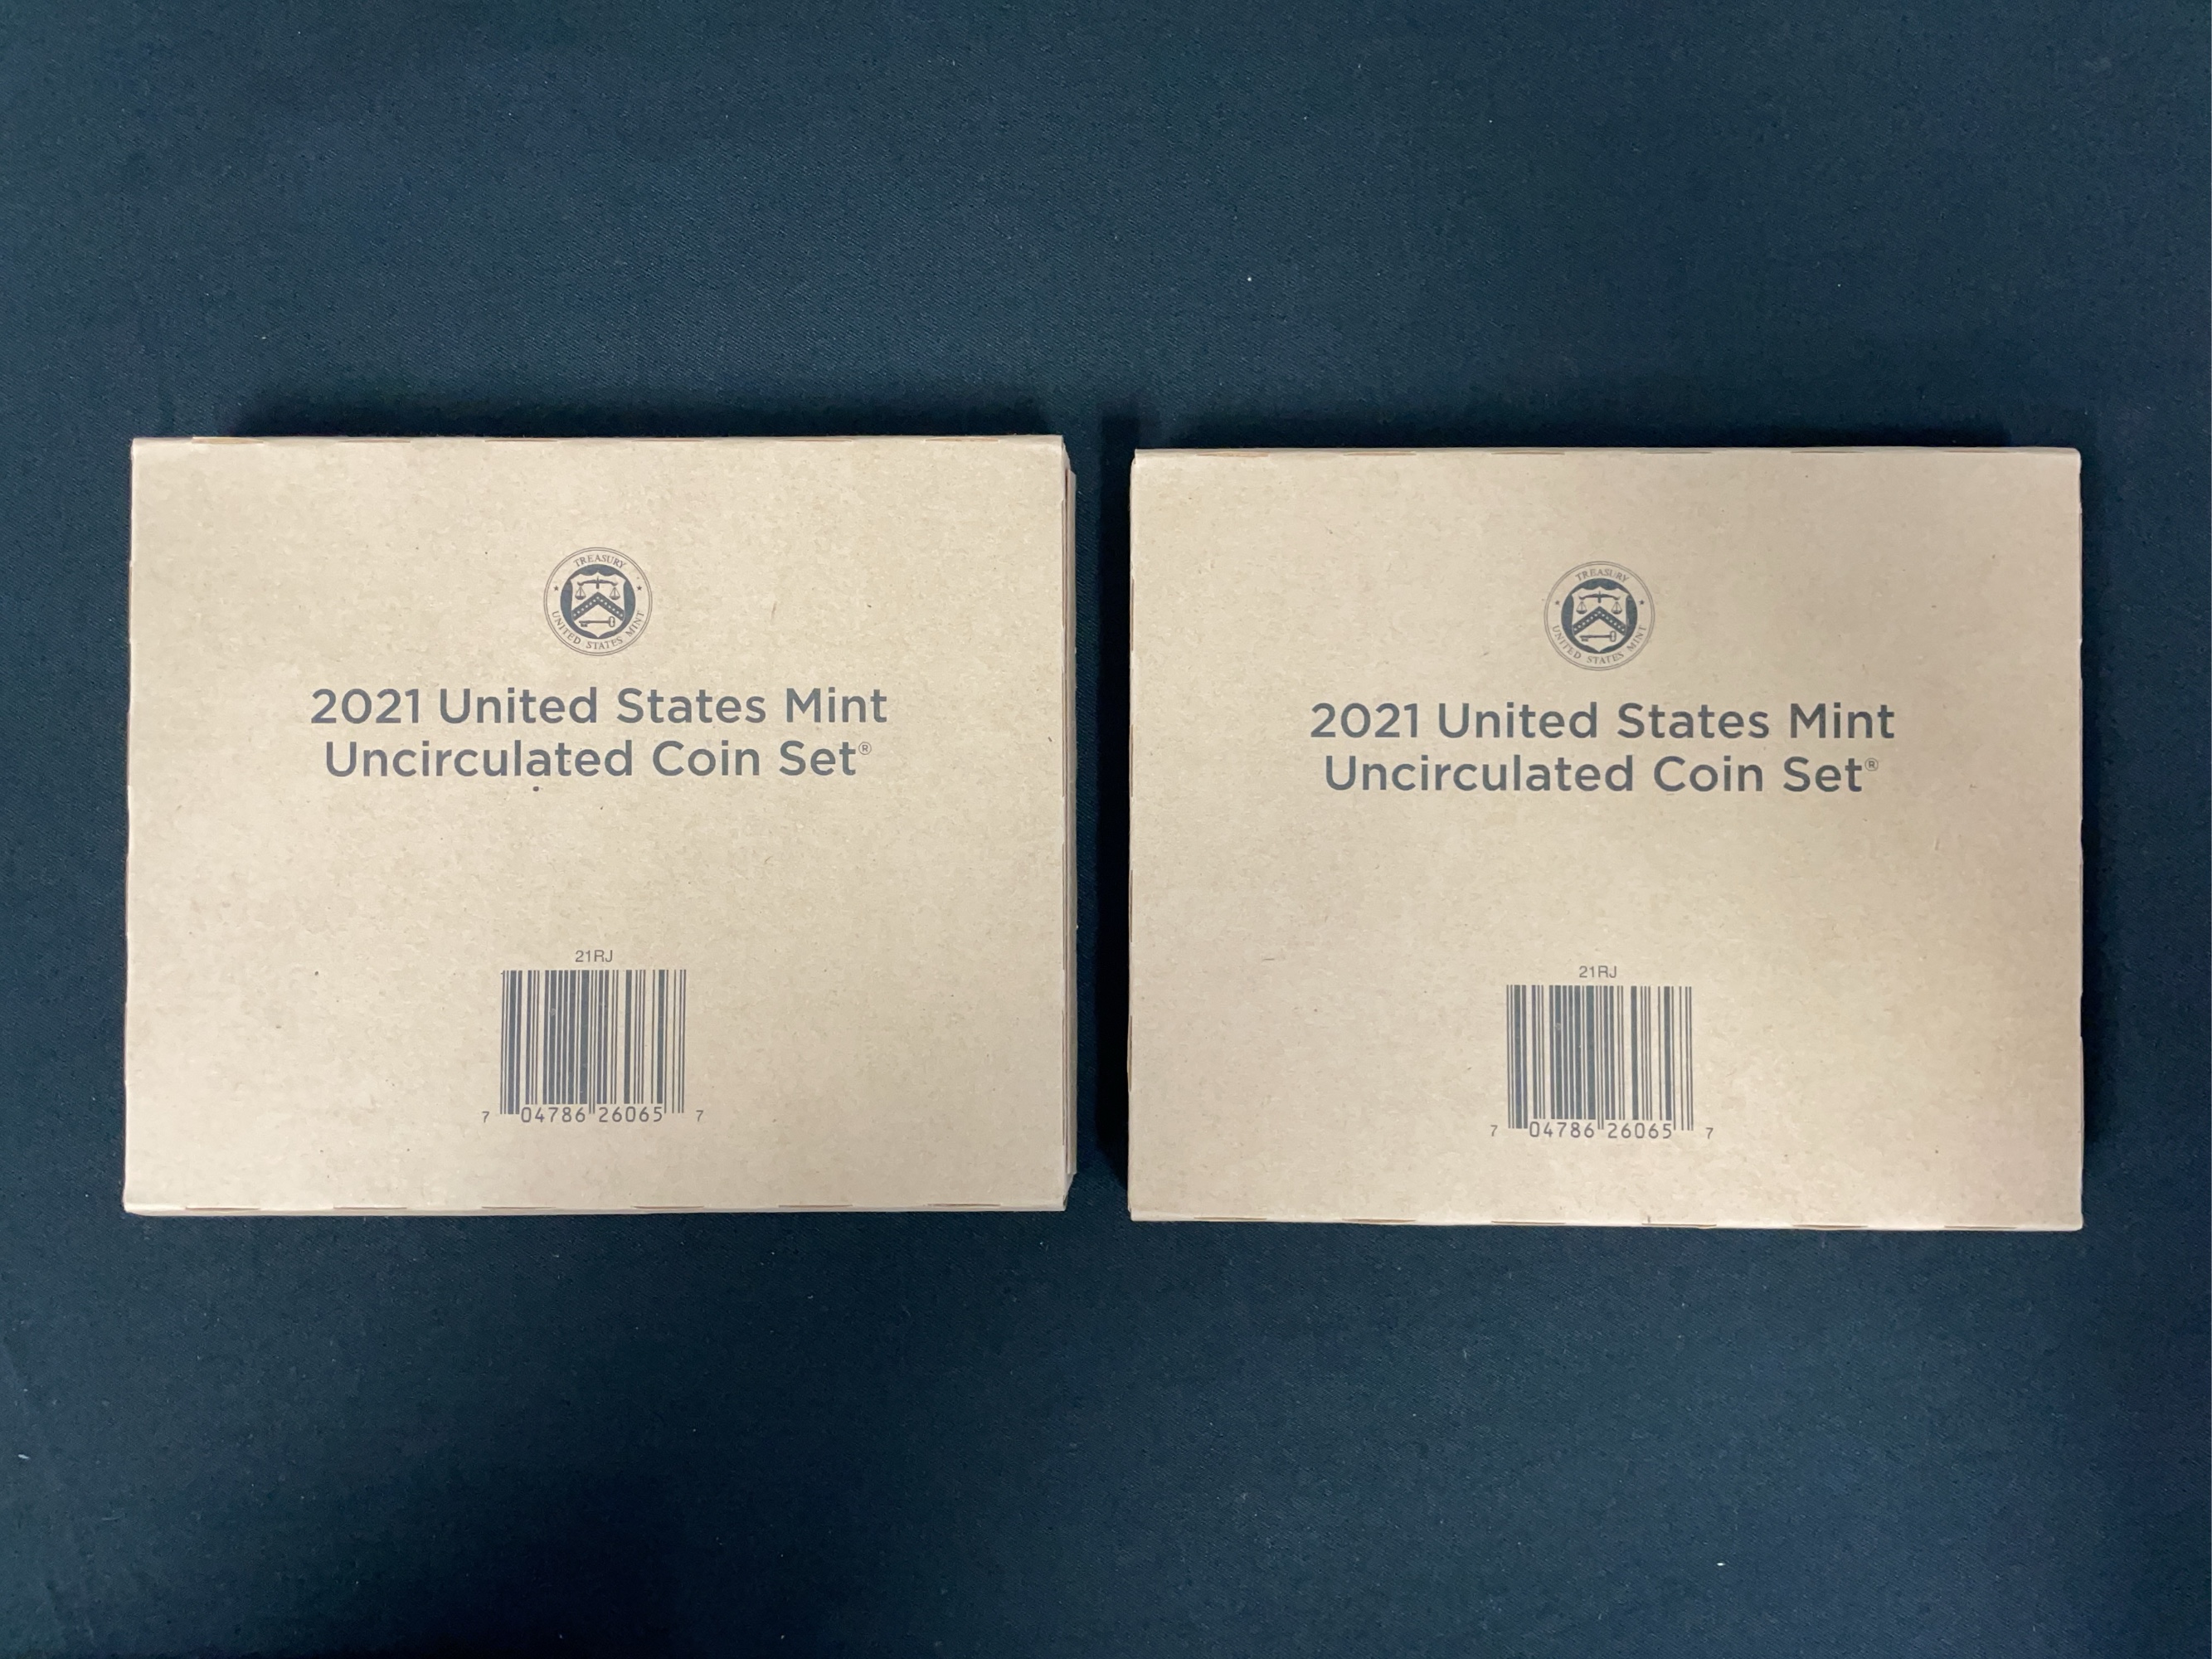 TREASURY
UNITED STATES MINT
2021 United States Mint
Uncirculated Coin Set®
21RJ
7 04786 26065 7
TREASURY
UNITED STATES MINT
2021 United States Mint
Uncirculated Coin Set®
21RJ
7 04786 26065 7